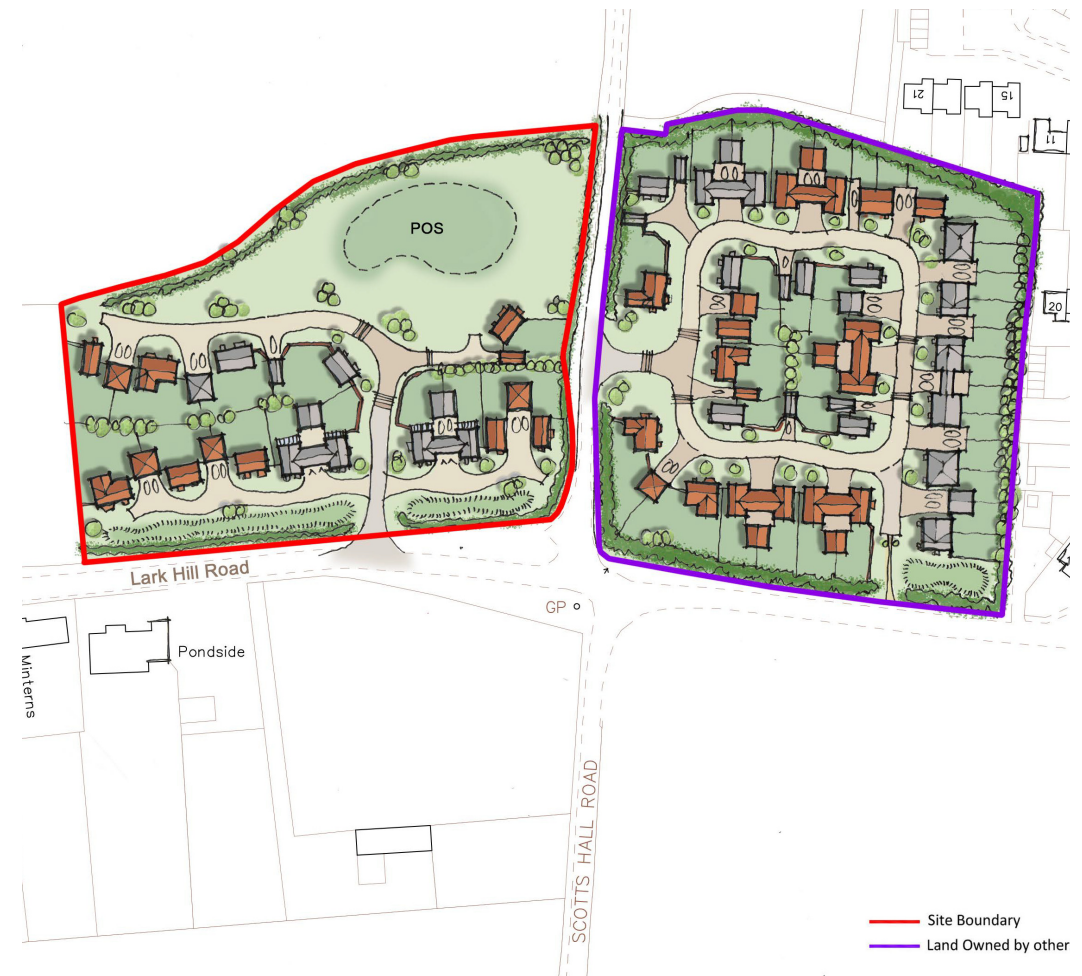 21
15
11
POS
20
Lark Hill Road
GP
Pondside
Minterns
SCOTTS HALL ROAD
Site Boundary
Land Owned by other